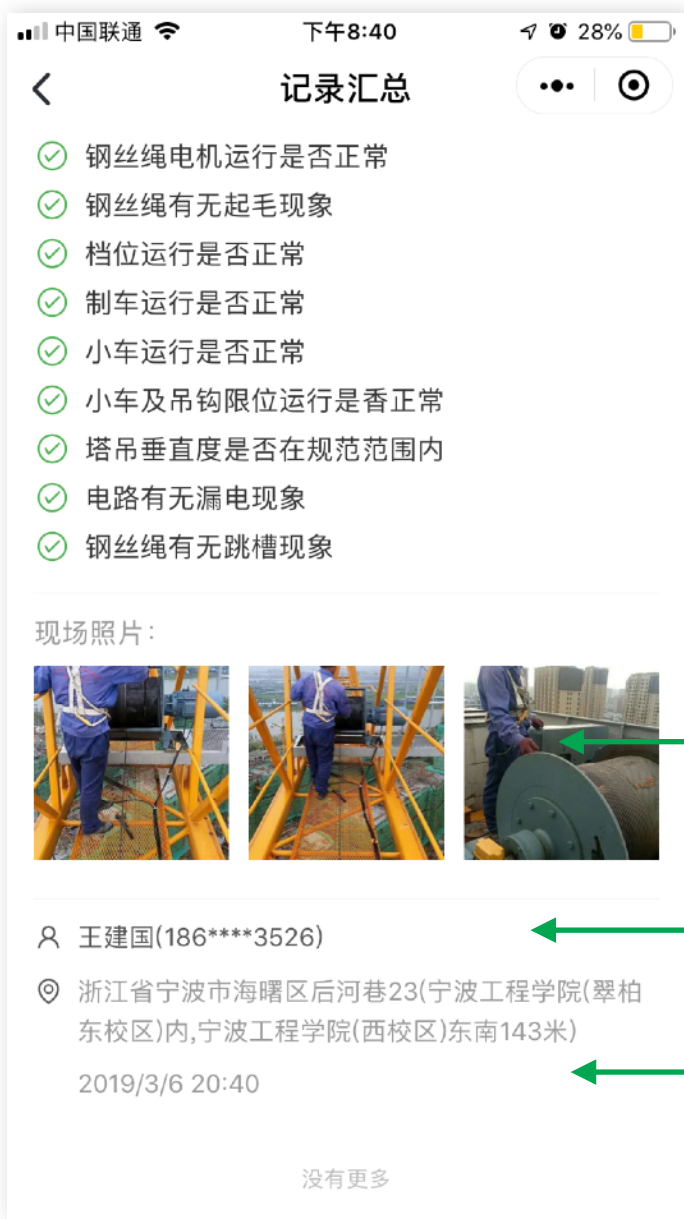 中国联通 下午8:40 28%
记录汇总
钢丝绳电机运行是否正常
钢丝绳有无起毛现象
档位运行是否正常
制车运行是否正常
小车运行是否正常
小车及吊钩限位运行是香正常
塔吊垂直度是否在规范范围内
电路有无漏电现象
钢丝绳有无跳槽现象
现场照片:
王建国(186****3526)
浙江省宁波市海曙区后河巷23(宁波工程学院(翠柏
东校区)内,宁波工程学院(西校区)东南143米)
2019/3/6 20:40
没有更多